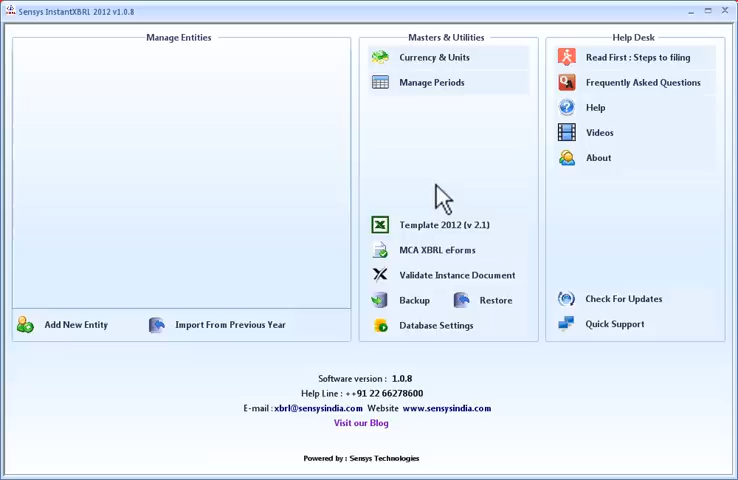 Sensys InstantXBRL 2012 v1.0.8
Manage Entities
Add New Entity
Import From Previous Year
Masters & Utilities
Currency & Units
Manage Periods
Template 2012 (v 2.1)
MCA XBRL eForms
Validate Instance Document
Backup
Restore
Database Settings
Help Desk
Read First : Steps to filing
Frequently Asked Questions
Help
Videos
About
Check For Updates
Quick Support
Software version : 1.0.8
Help Line : ++91 22 66278600
E-mail : xbrl@sensysindia.com Website www.sensysindia.com
Visit our Blog
Powered by : Sensys Technologies